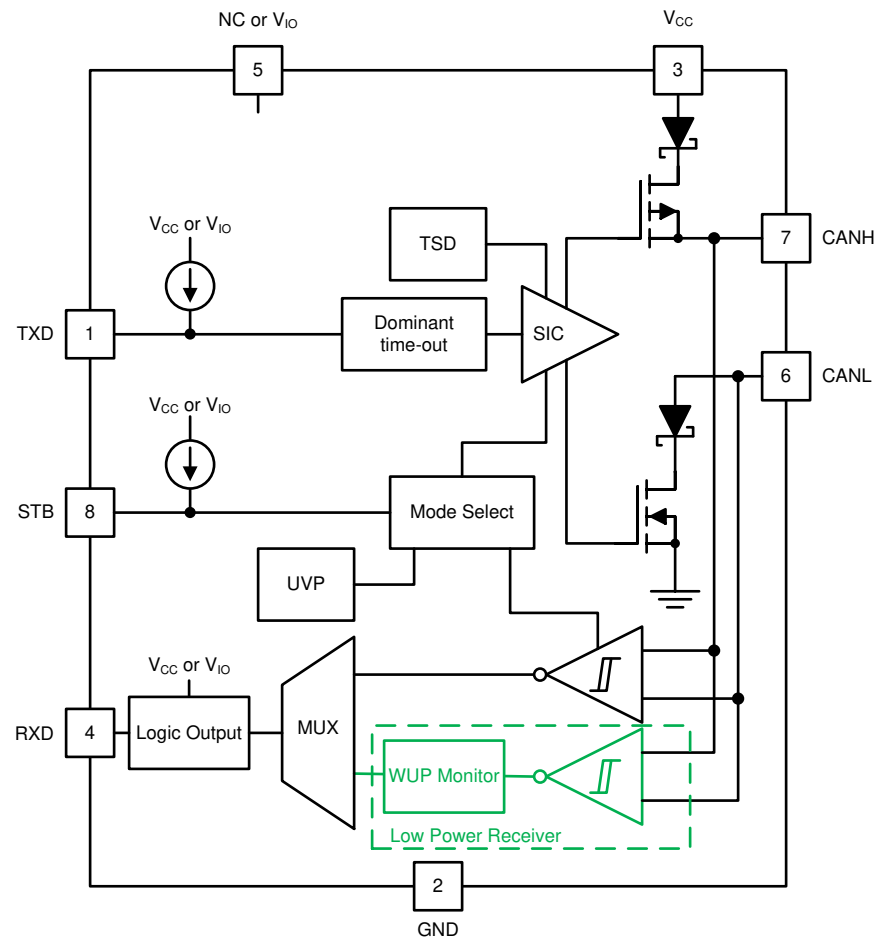 NC or VIO
VCC
5
3
VCC or VIO
TSD
7
CANH
TXD
1
Dominant
time-out
SIC
6
CANL
VCC or VIO
STB
8
Mode Select
UVP
VCC or VIO
RXD
4
Logic Output
MUX
WUP Monitor
Low Power Receiver
2
GND